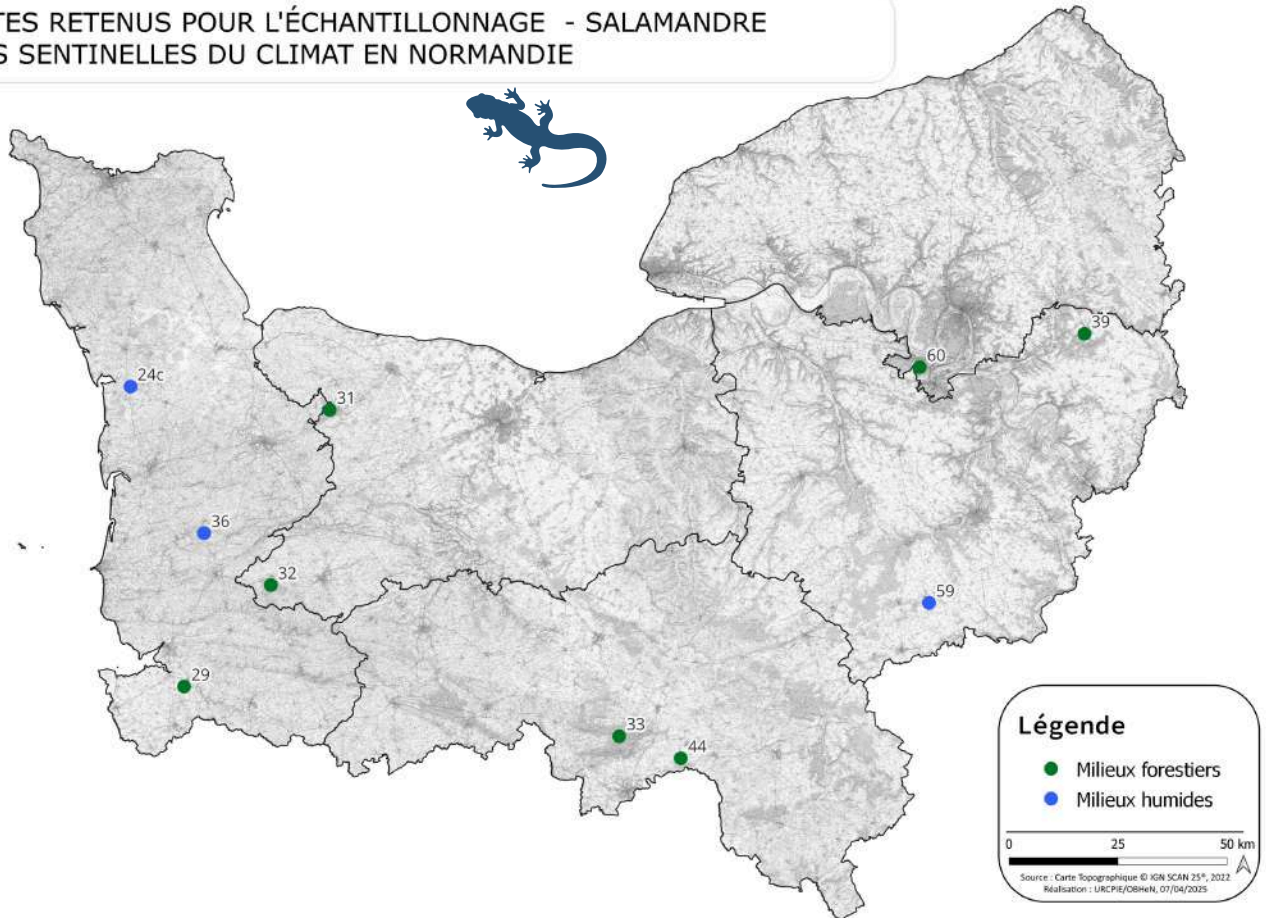 TES RETENUS POUR L'ÉCHANTILLONNAGE - SALAMANDRE
S SENTINELLES DU CLIMAT EN NORMANDIE
39
60
24c
31
36
32
59
29
33
44
Légende
Milieux forestiers
Milieux humides
0 25 50 km
Source : Carte Topographique © IGN SCAN 25®, 2022
Réalisation : URCPIE/OBHeN, 07/04/2025